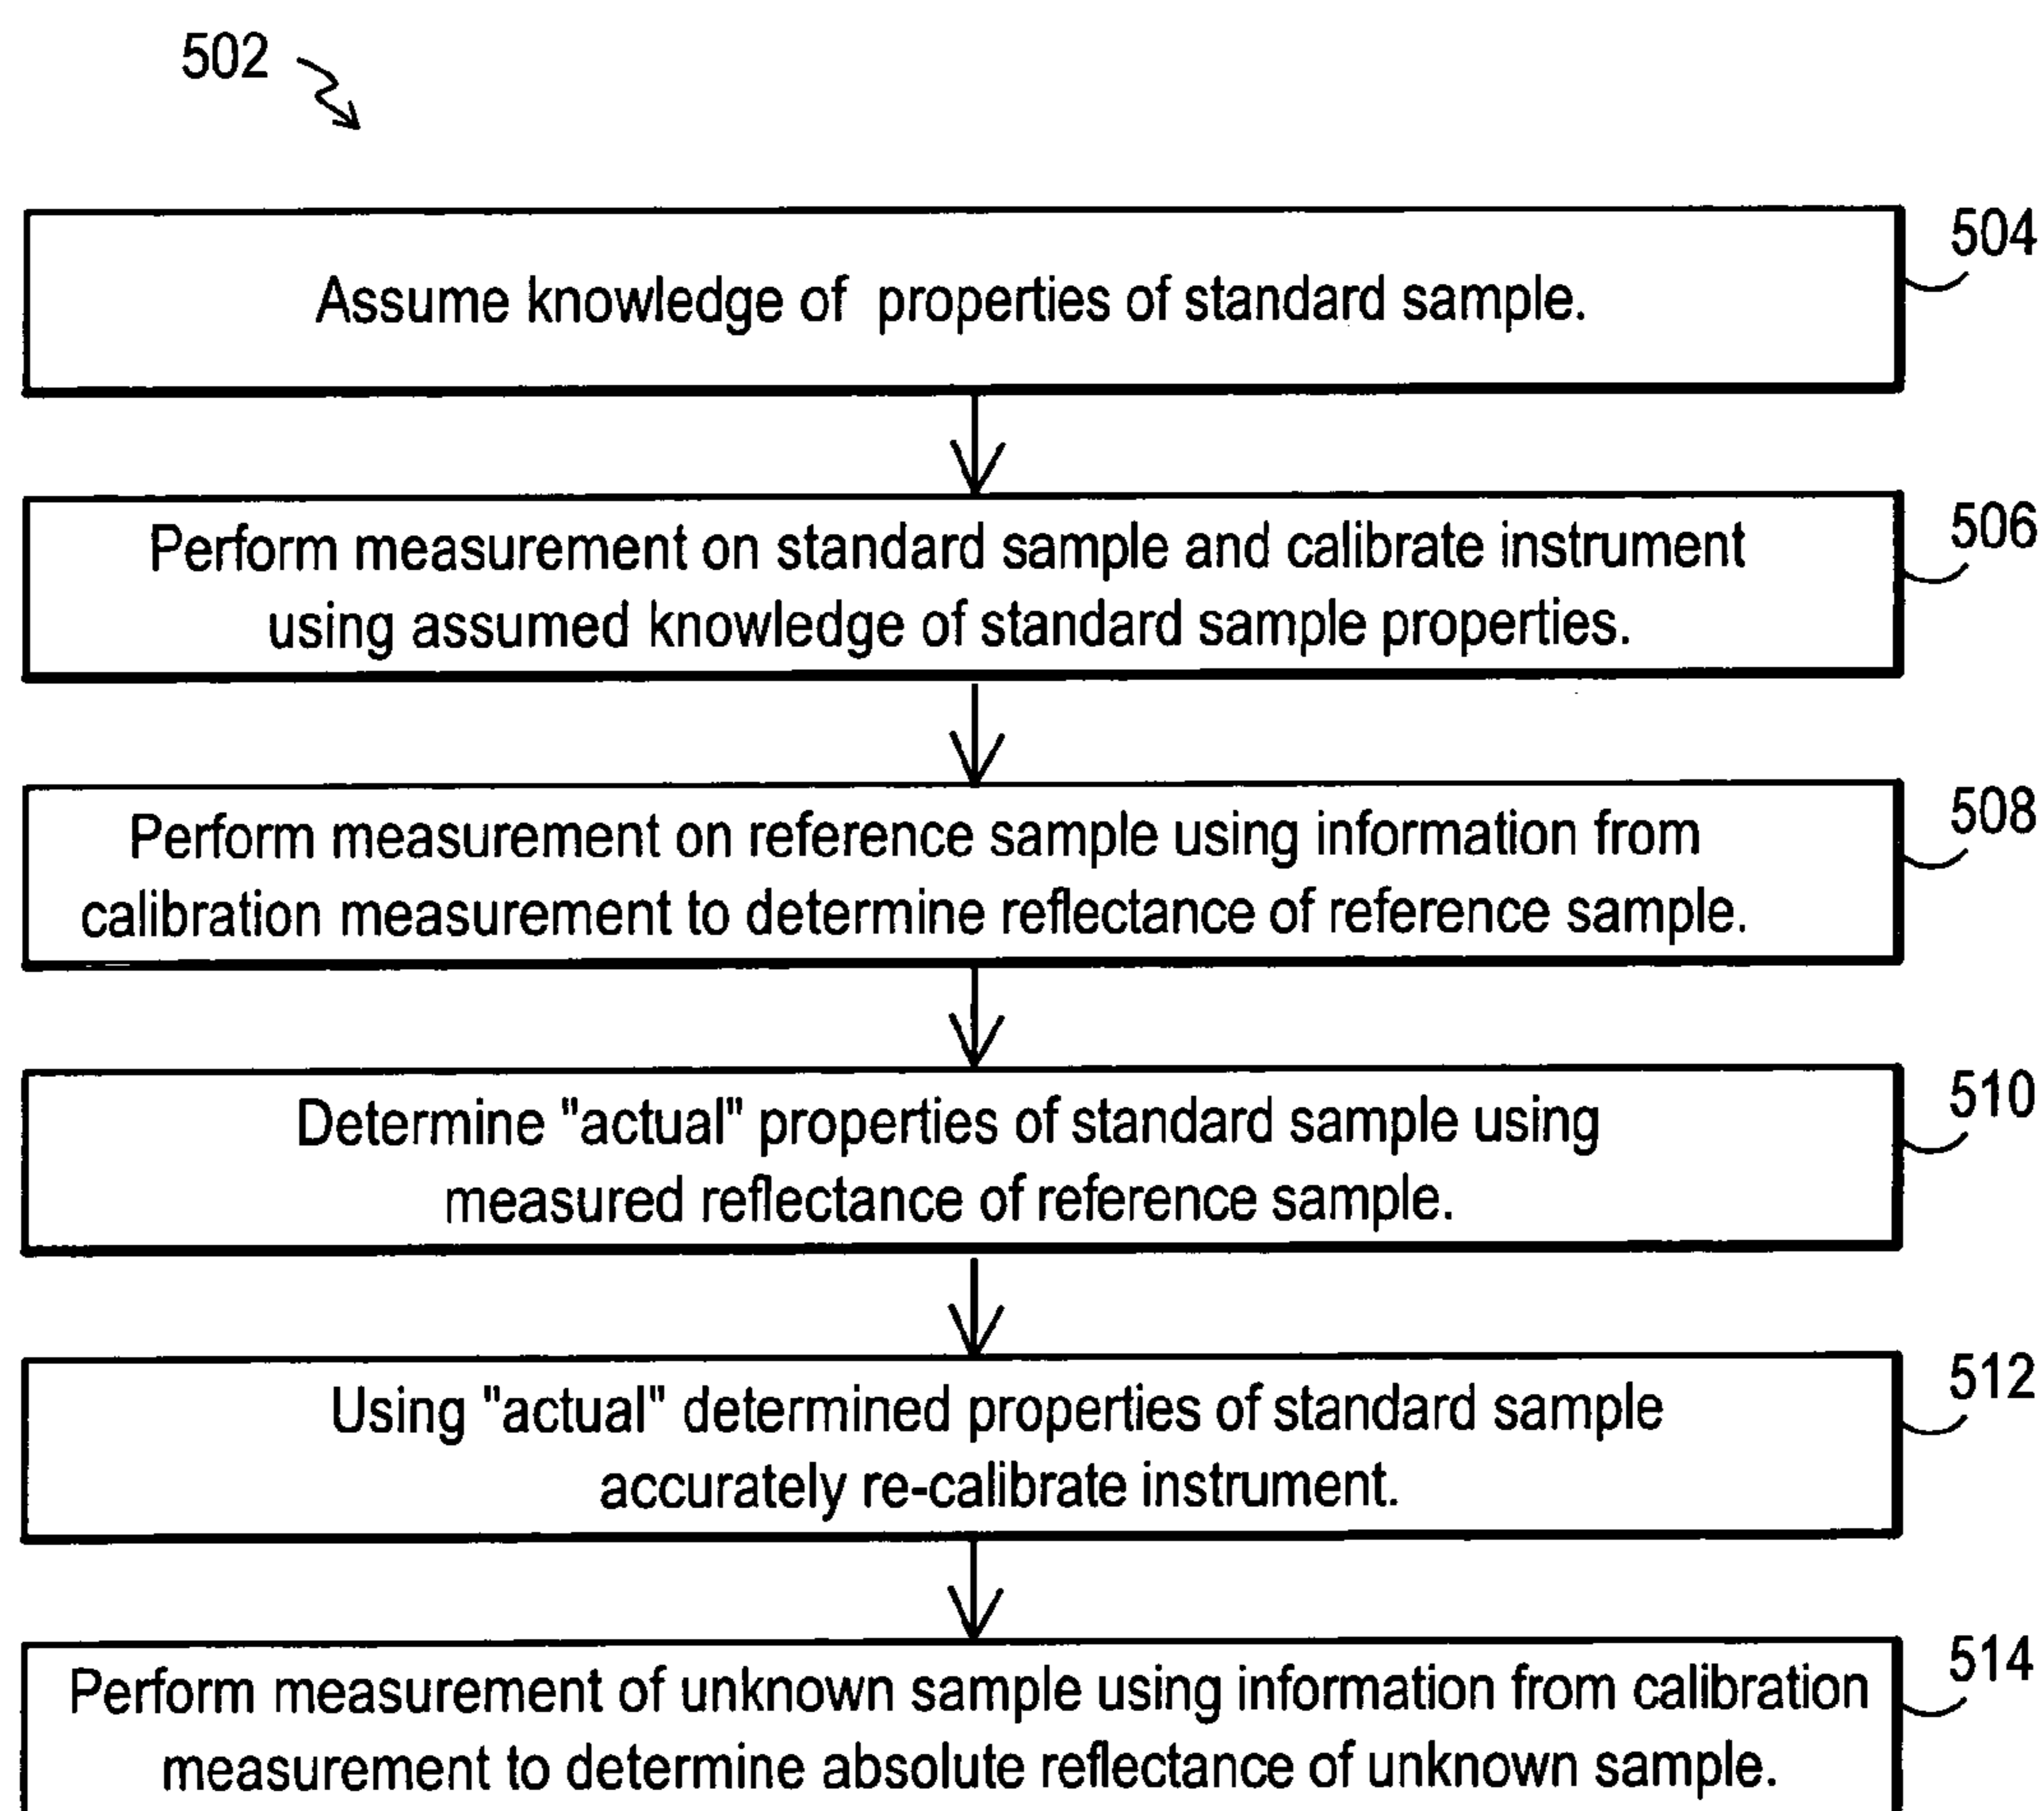 502
504
Assume knowledge of properties of standard sample.
506
Perform measurement on standard sample and calibrate instrument
using assumed knowledge of standard sample properties.
508
Perform measurement on reference sample using information from
calibration measurement to determine reflectance of reference sample.
510
Determine "actual" properties of standard sample using
measured reflectance of reference sample.
512
Using "actual" determined properties of standard sample
accurately re-calibrate instrument.
514
Perform measurement of unknown sample using information from calibration
measurement to determine absolute reflectance of unknown sample.